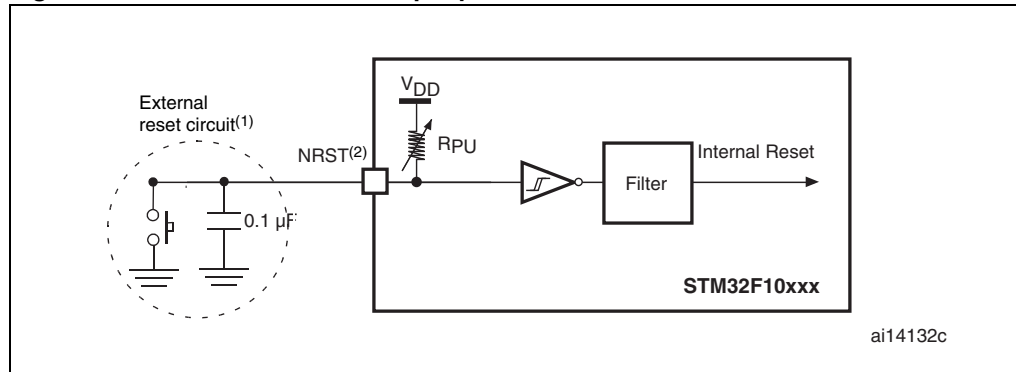 External
reset circuit(1)
VDD
RPU
NRST(2)
0.1 µF
Filter
Internal Reset
STM32F10xxx
ai14132c